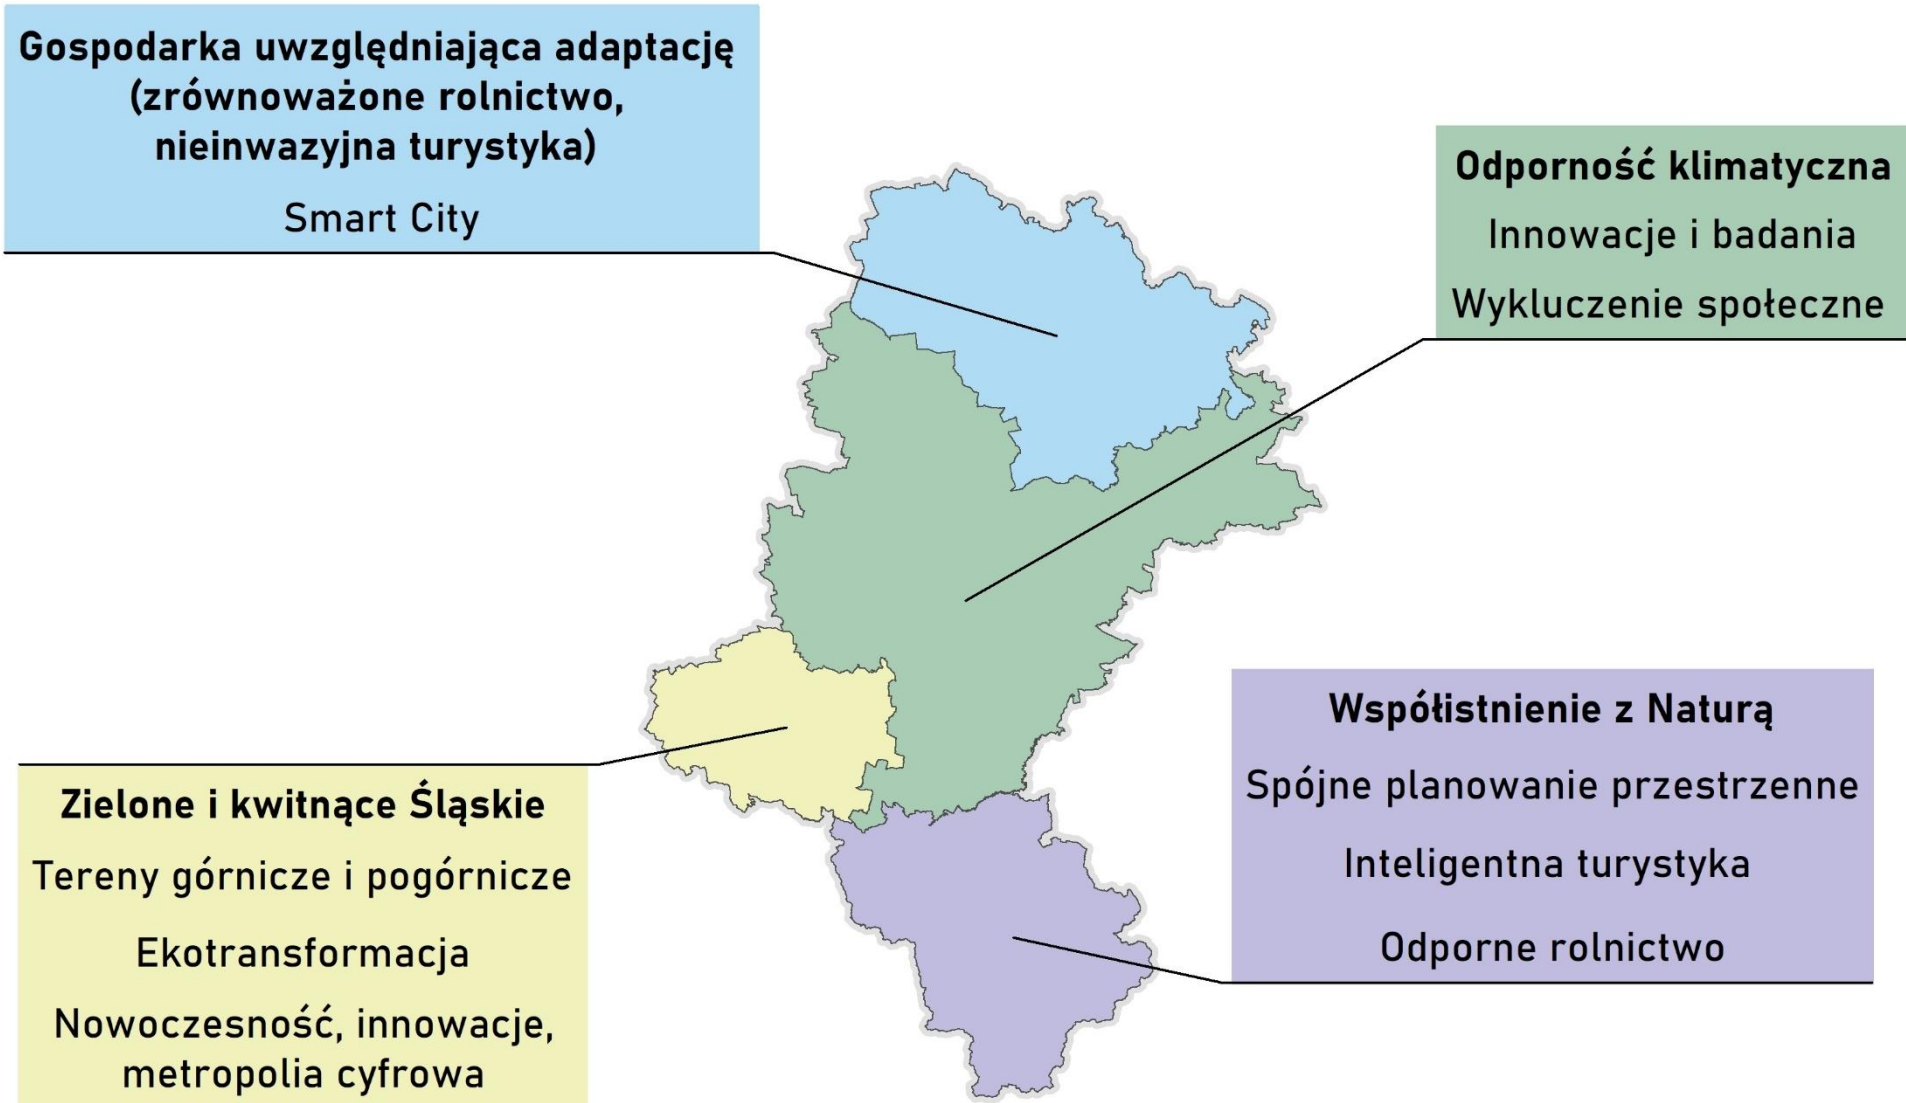 Gospodarka uwzględniająca adaptację
(zrównoważone rolnictwo,
nieinwazyjna turystyka)
Smart City
Odporność klimatyczna
Innowacje i badania
Wykluczenie społeczne
Zielone i kwitnące Śląskie
Tereny górnicze i pogórnicze
Ekotransformacja
Nowoczesność, innowacje,
metropolia cyfrowa
Współistnienie z Naturą
Spójne planowanie przestrzenne
Inteligentna turystyka
Odporne rolnictwo